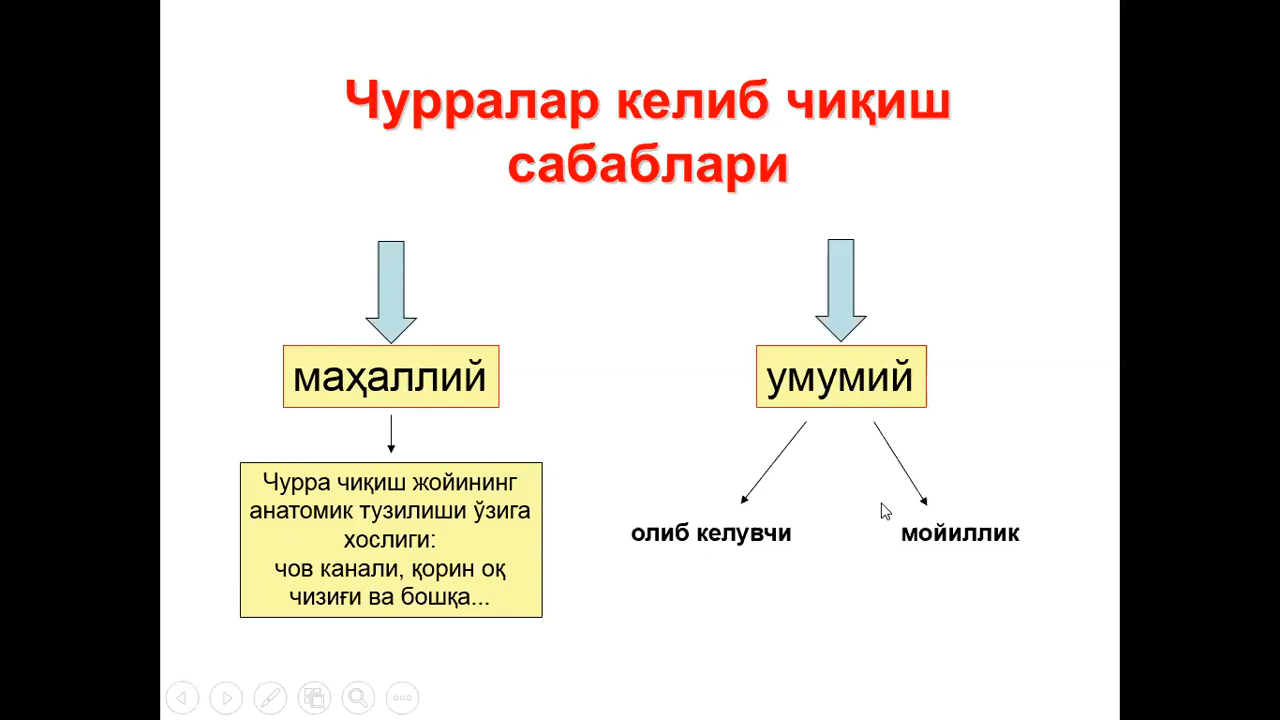 Чурралар келиб чиқиш
сабаблари
маҳаллий
умумий
Чурра чиқиш жойининг
анатомик тузилиши ўзига
хослиги:
чов канали, қорин оқ
чизиғи ва бошқа...
олиб келувчи
мойиллик